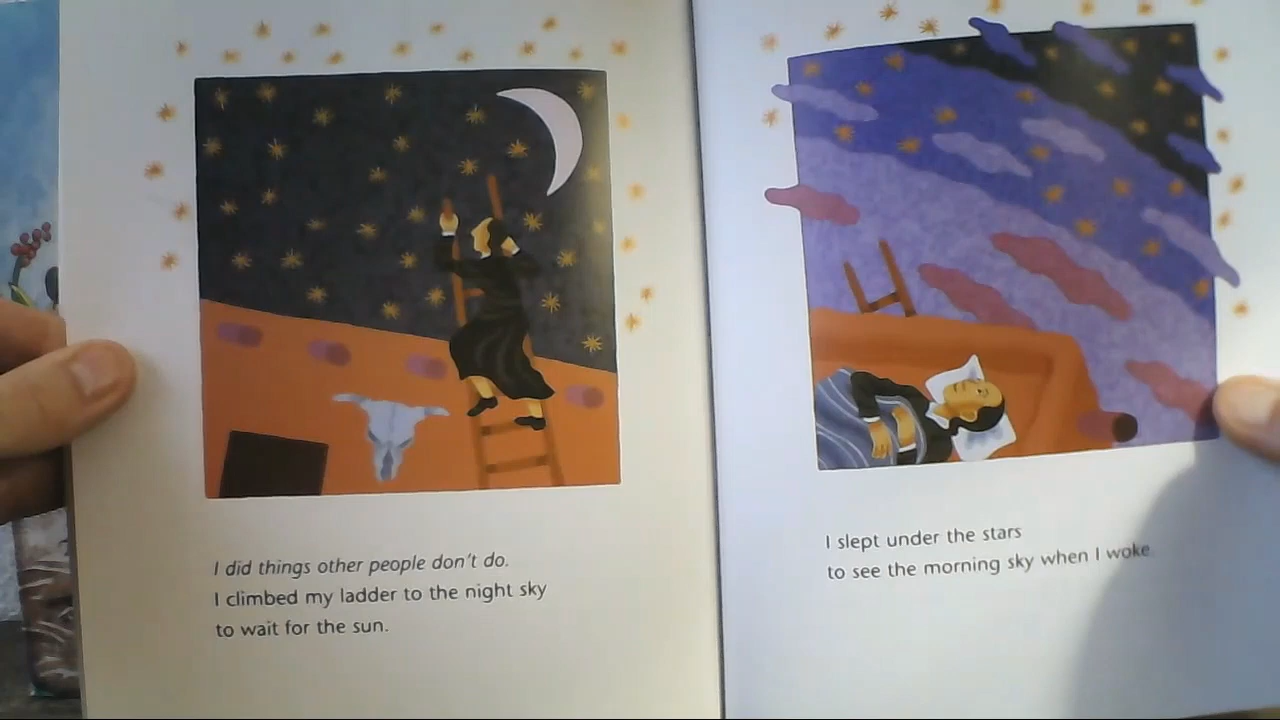 I did things other people don't do.
I climbed my ladder to the night sky
to wait for the sun.
I slept under the stars
to see the morning sky when I woke